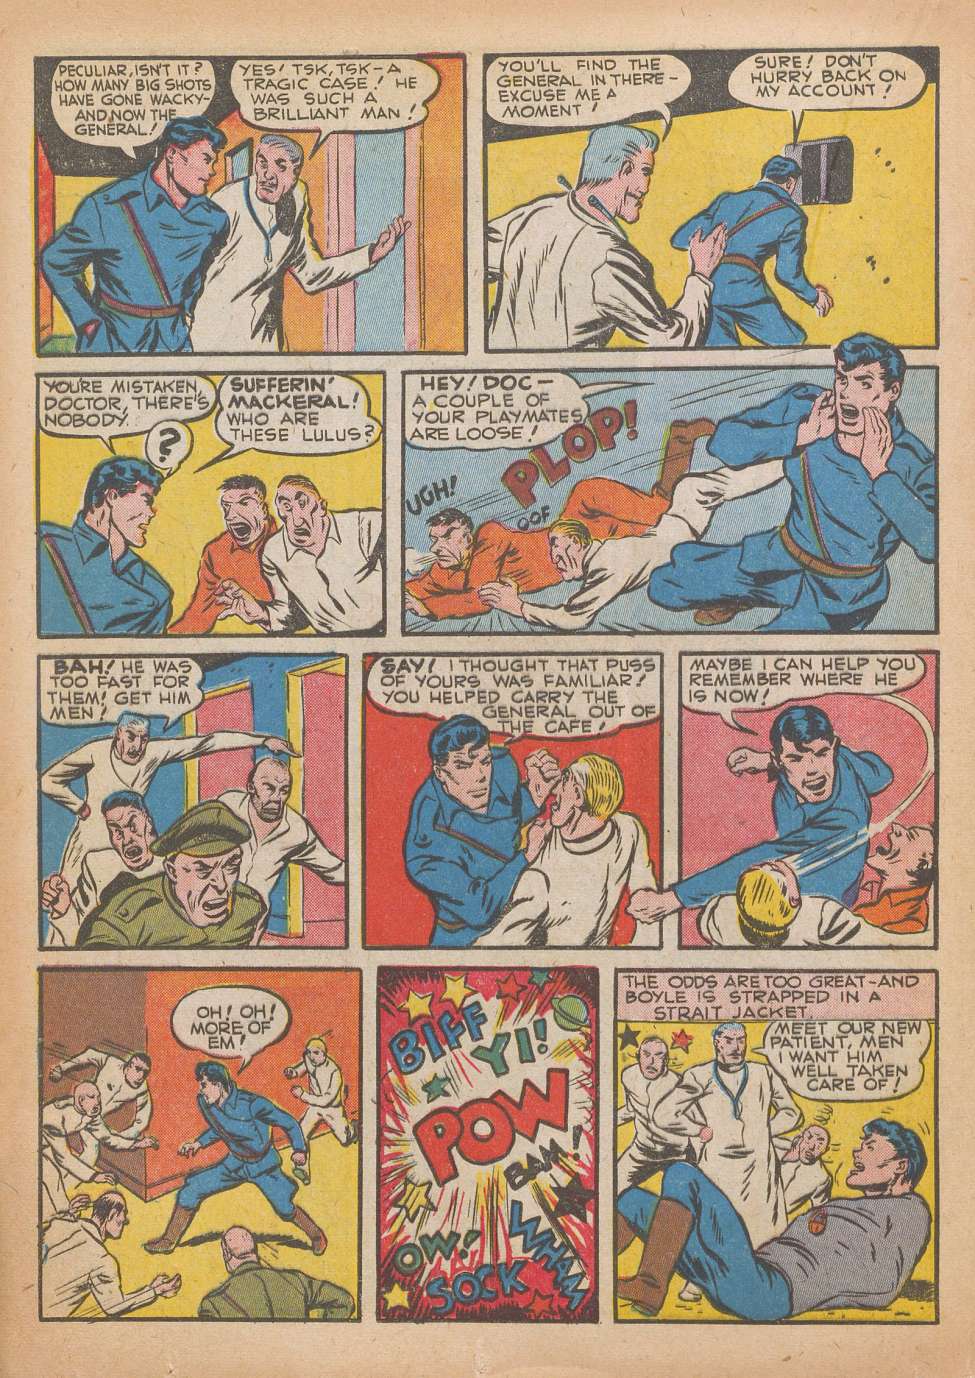 PECULIAR, ISN'T IT?
HOW MANY BIG SHOTS
HAVE GONE WACKY-
AND NOW THE
GENERAL!
YES! TSK, TSK-A
TRAGIC CASE! HE
WAS SUCH A
BRILLIANT MAN!
YOU'LL FIND THE
GENERAL IN THERE-
EXCUSE ME A
MOMENT!
SURE! DON'T
HURRY BACK ON
MY ACCOUNT!
YOU'RE MISTAKEN,
DOCTOR, THERE'S
NOBODY.
?
SUFFERIN'
MACKERAL!
WHO ARE
THESE LULUS?
HEY! DOC-
A COUPLE OF
YOUR PLAYMATES
ARE LOOSE!
UGH!
PLOP!
OOF
BAH! HE WAS
TOO FAST FOR
THEM! GET HIM
MEN!
SAY! I THOUGHT THAT PUSS
OF YOURS WAS FAMILIAR!
YOU HELPED CARRY THE
GENERAL OUT OF
THE CAFE!
MAYBE I CAN HELP YOU
REMEMBER WHERE HE
IS NOW!
OH! OH!
MORE OF
EM!
BIFF
YI!
POW
BAM!
OW!
SOCK
WHAM
THE ODDS ARE TOO GREAT-AND
BOYLE IS STRAPPED IN A
STRAIT JACKET.
MEET OUR NEW
PATIENT, MEN
I WANT HIM
WELL TAKEN
CARE OF!